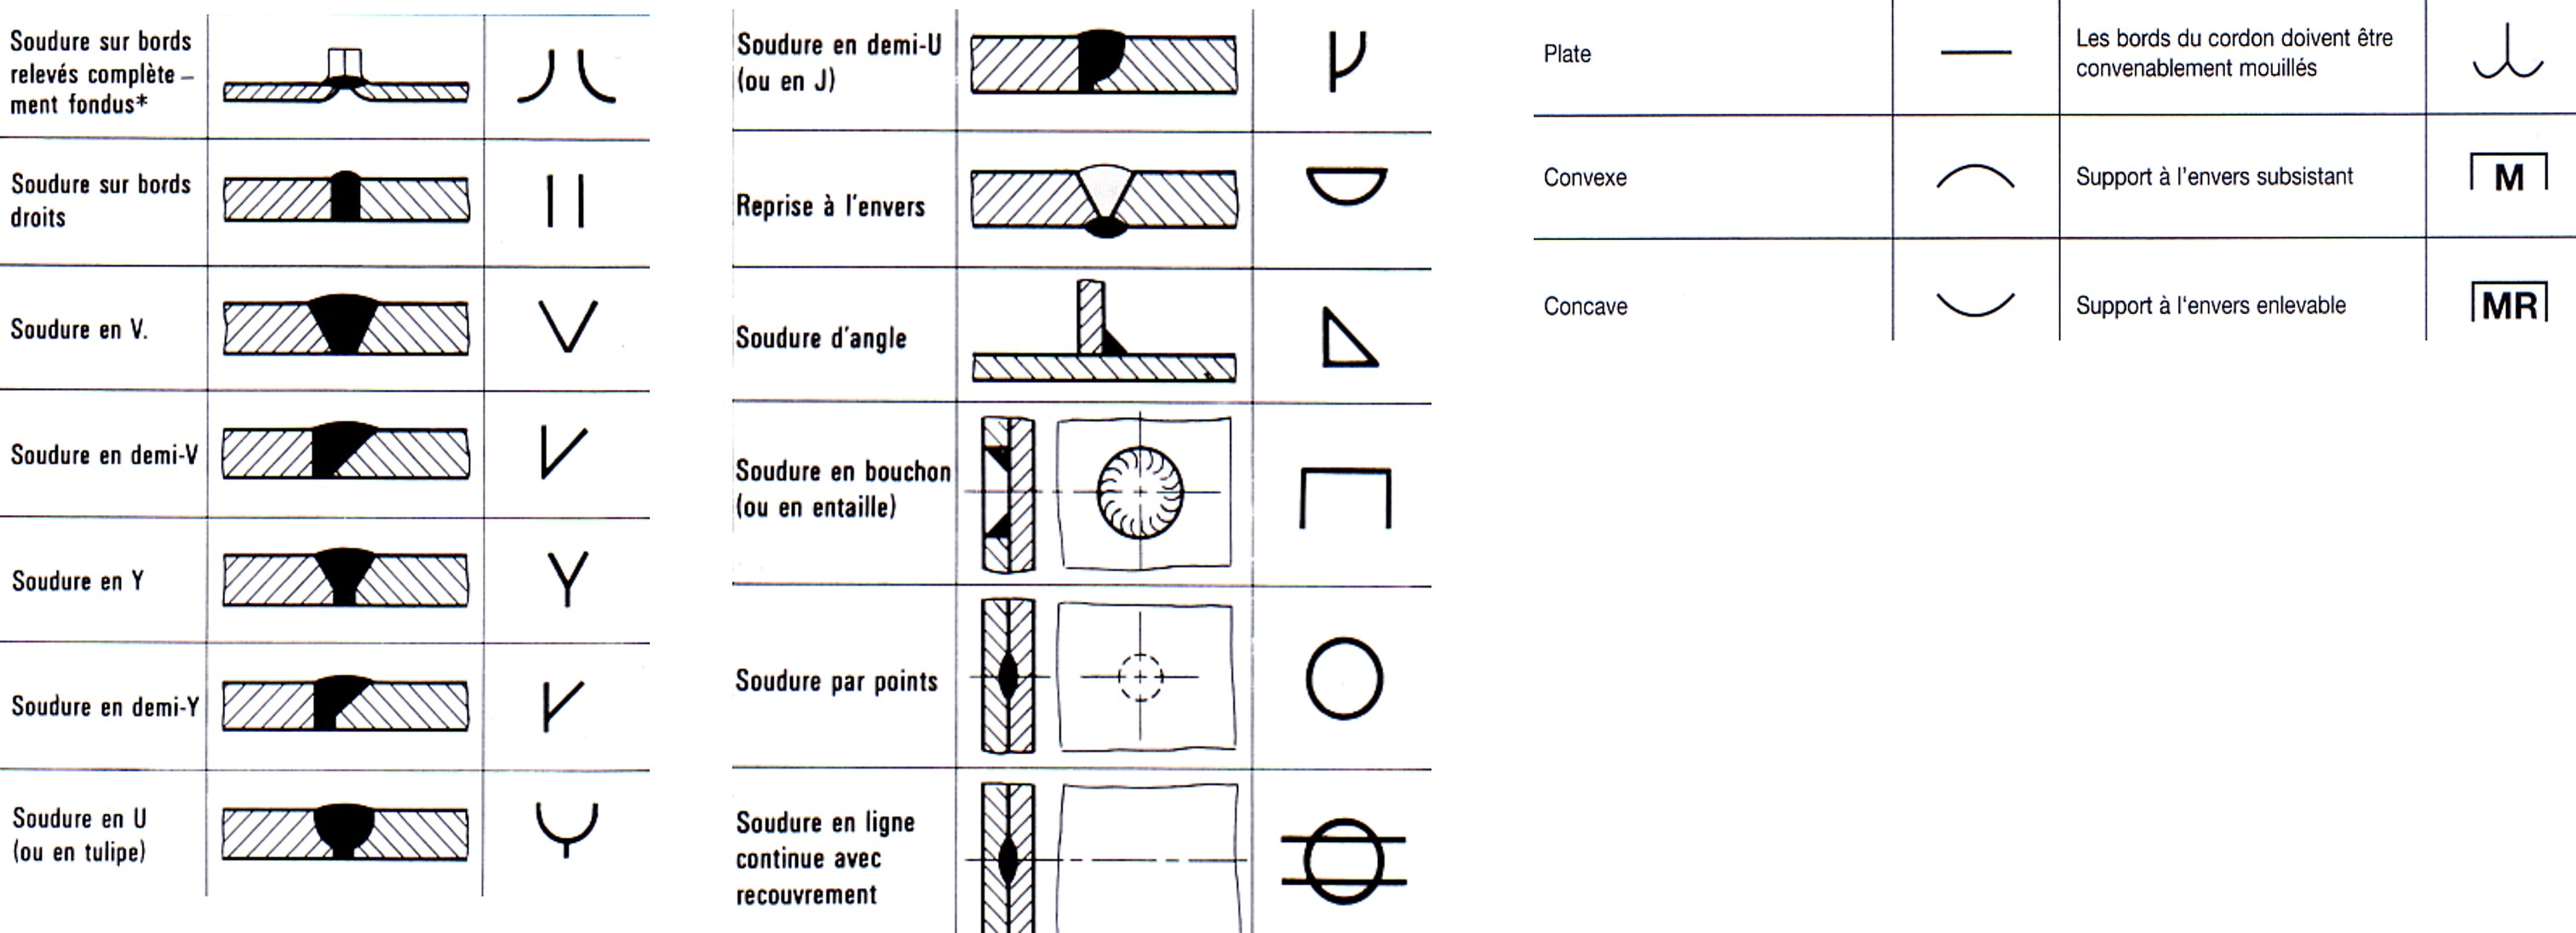 Soudure sur bords
relevés complète –
ment fondus*
Soudure sur bords
droits
Soudure en V.
Soudure en demi-V
Soudure en Y
Soudure en demi-Y
Soudure en U
(ou en tulipe)
Soudure en demi-U
(ou en J)
Reprise à l'envers
Soudure d'angle
Soudure en bouchon
(ou en entaille)
Soudure par points
Soudure en ligne
continue avec
recouvrement
Plate
Les bords du cordon doivent être
convenablement mouillés
Convexe
Support à l'envers subsistant
M
Concave
Support à l'envers enlevable
MR